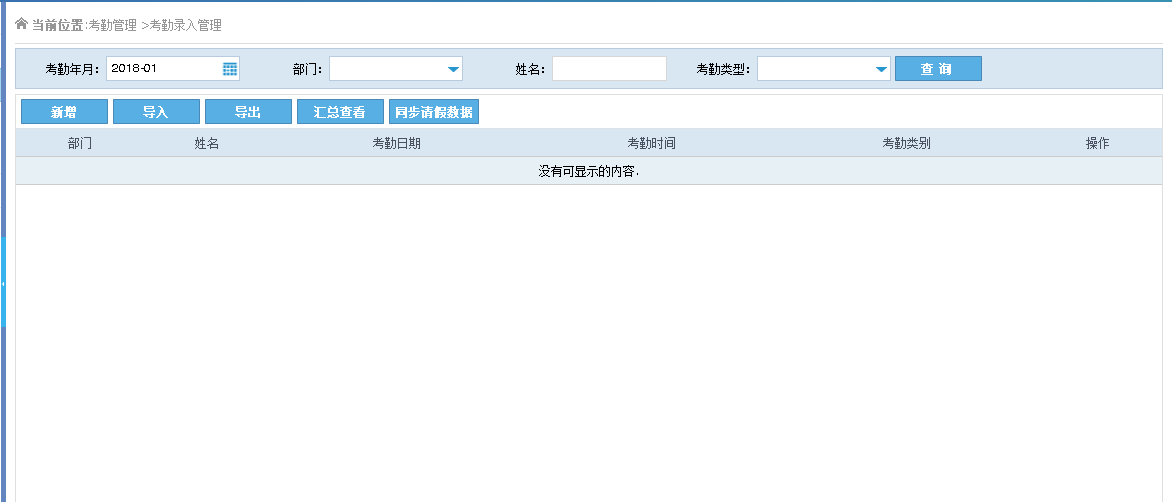 当前位置:考勤管理 >考勤录入管理
考勤年月: 2018-01 部门: 姓名: 考勤类型: 查 询
新增 导入 导出 汇总查看 同步请假数据
部门 姓名 考勤日期 考勤时间 考勤类别 操作
没有可显示的内容.